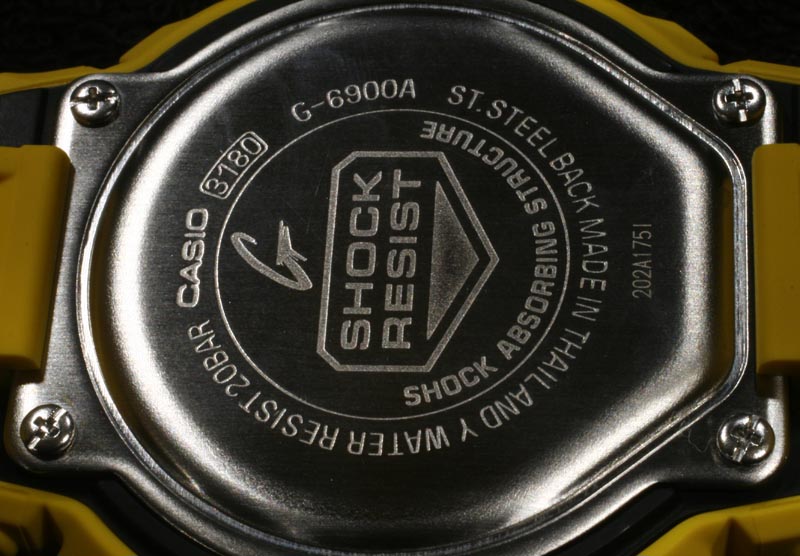 CASIO 3180 G-6900A ST. STEEL BACK MADE IN THAILAND Y WATER RESIST 20BAR
SHOCK ABSORBING STRUCTURE
G
SHOCK
RESIST
202A175I